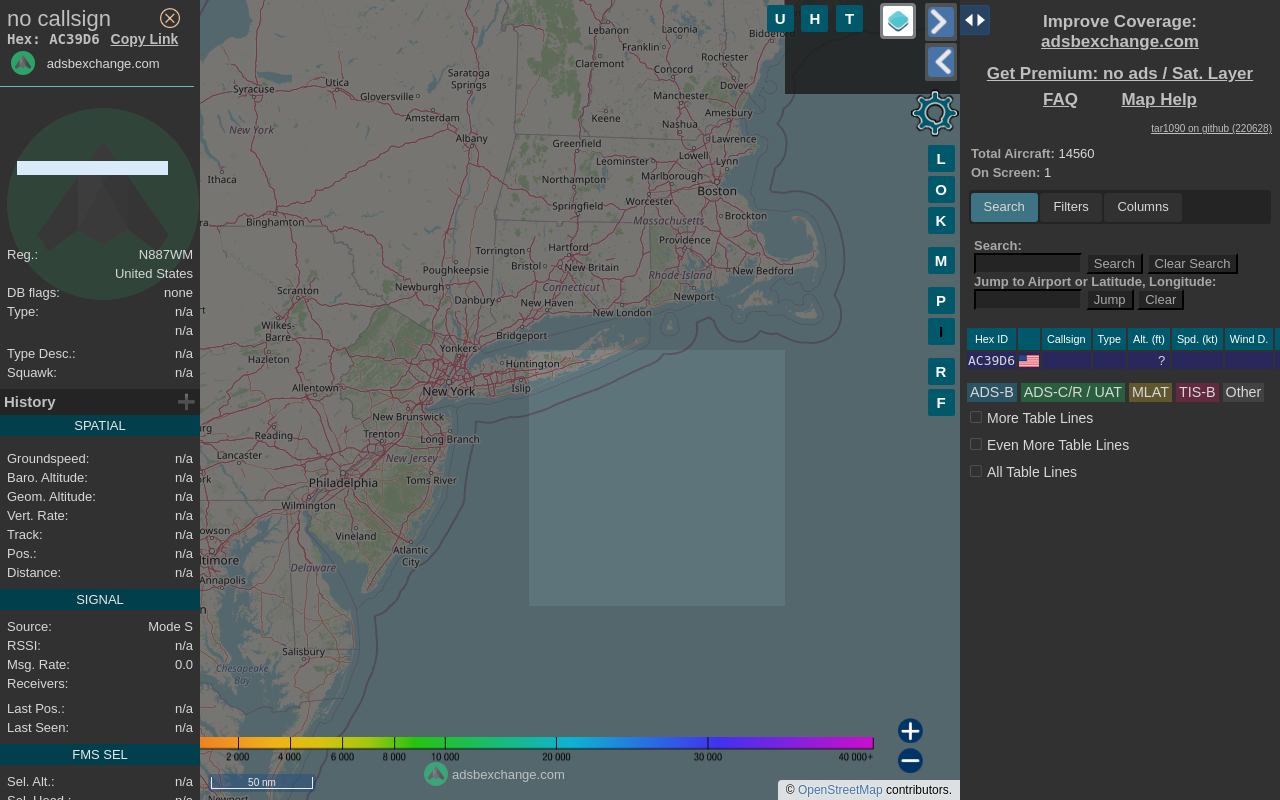 no callsign
Hex: AC39D6 Copy Link
adsbexchange.com
Reg.: N887WM
United States
DB flags: none
Type: n/a
n/a
Type Desc.: n/a
Squawk: n/a
History
SPATIAL
Groundspeed: n/a
Baro. Altitude: n/a
Geom. Altitude: n/a
Vert. Rate: n/a
Track: n/a
Pos.: n/a
Distance: n/a
SIGNAL
Source: Mode S
RSSI: n/a
Msg. Rate: 0.0
Receivers:
Last Pos.: n/a
Last Seen: n/a
FMS SEL
Sel. Alt.: n/a
U H T
L
O
K
M
P
I
R
F
Lebanon
Laconia
Franklin
Claremont
Rochester
Concord
Dover
Saratoga
Springs
Utica
Syracuse
Gloversville
Manchester
Amesbury
Keene
Amsterdam
Nashua
New York
Albany
Greenfield
Lawrence
Leominster
Lowell
Lynn
Ithaca
Northampton
Marlborough
Boston
Springfield
Worcester
Binghamton
Massachusetts
Brockton
Providence
Torrington
Hartford
Poughkeepsie
Bristol
New Britain
New Bedford
Rhode Island
Connecticut
Scranton
Newburgh
Danbury
New Haven
Newport
New London
Wilkes-
Barre
Bridgeport
Yonkers
Hazleton
Huntington
Allentown
New York
Islip
New Brunswick
Reading
Trenton
Long Branch
Lancaster
New Jersey
Philadelphia
Toms River
Wilmington
Vineland
Atlantic
City
Delaware
Annapolis
Salisbury
Chesapeake
Bay
2 000 4 000 6 000 8 000 10 000 20 000 30 000 40 000+
adsbexchange.com
50 nm
© OpenStreetMap contributors.
Improve Coverage:
adsbexchange.com
Get Premium: no ads / Sat. Layer
FAQ Map Help
tar1090 on github (220628)
Total Aircraft: 14560
On Screen: 1
Search Filters Columns
Search:
Search Clear Search
Jump to Airport or Latitude, Longitude:
Jump Clear
Hex ID Callsign Type Alt. (ft) Spd. (kt) Wind D.
AC39D6 ?
ADS-B ADS-C/R / UAT MLAT TIS-B Other
More Table Lines
Even More Table Lines
All Table Lines